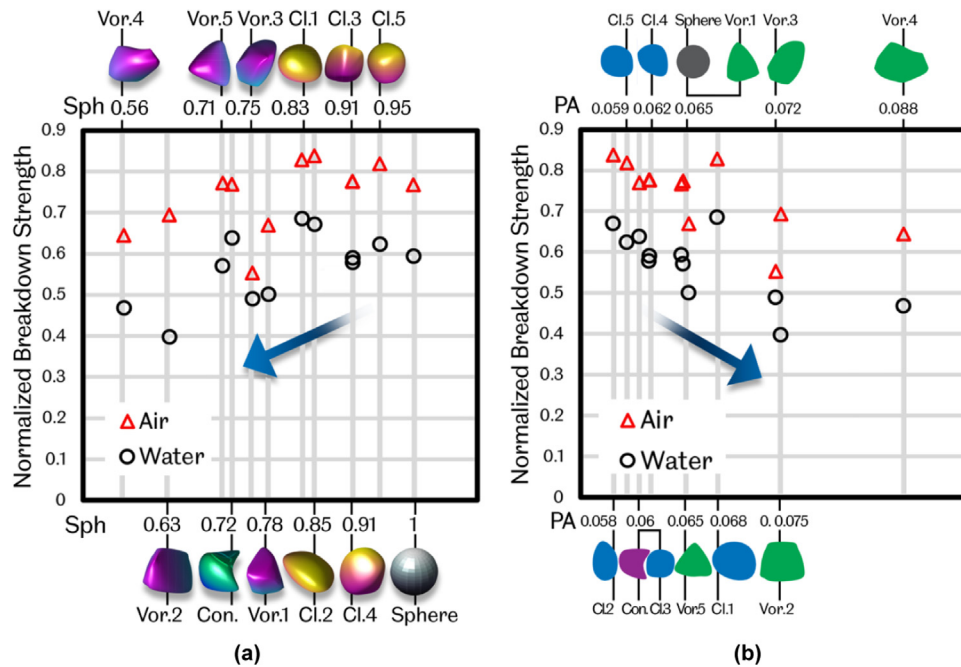 Vor.4 Vor.5 Vor.3 Cl.1 Cl.3 Cl.5
Sph 0.56 0.71 0.75 0.83 0.91 0.95
Normalized Breakdown Strength
0.9
0.8
0.7
0.6
0.5
0.4
0.3
0.2
0.1
0
Air
Water
Sph 0.63 0.72 0.78 0.85 0.91 1
Vor.2 Con. Vor.1 Cl.2 Cl.4 Sphere
(a)
Cl.5 Cl.4 Sphere Vor.1 Vor.3 Vor.4
PA 0.059 0.062 0.065 0.072 0.088
Normalized Breakdown Strength
0.9
0.8
0.7
0.6
0.5
0.4
0.3
0.2
0.1
0
Air
Water
PA 0.058 0.06 0.065 0.068 0.0.075
Cl.2 Con. Cl.3 Vor.5 Cl.1 Vor.2
(b)